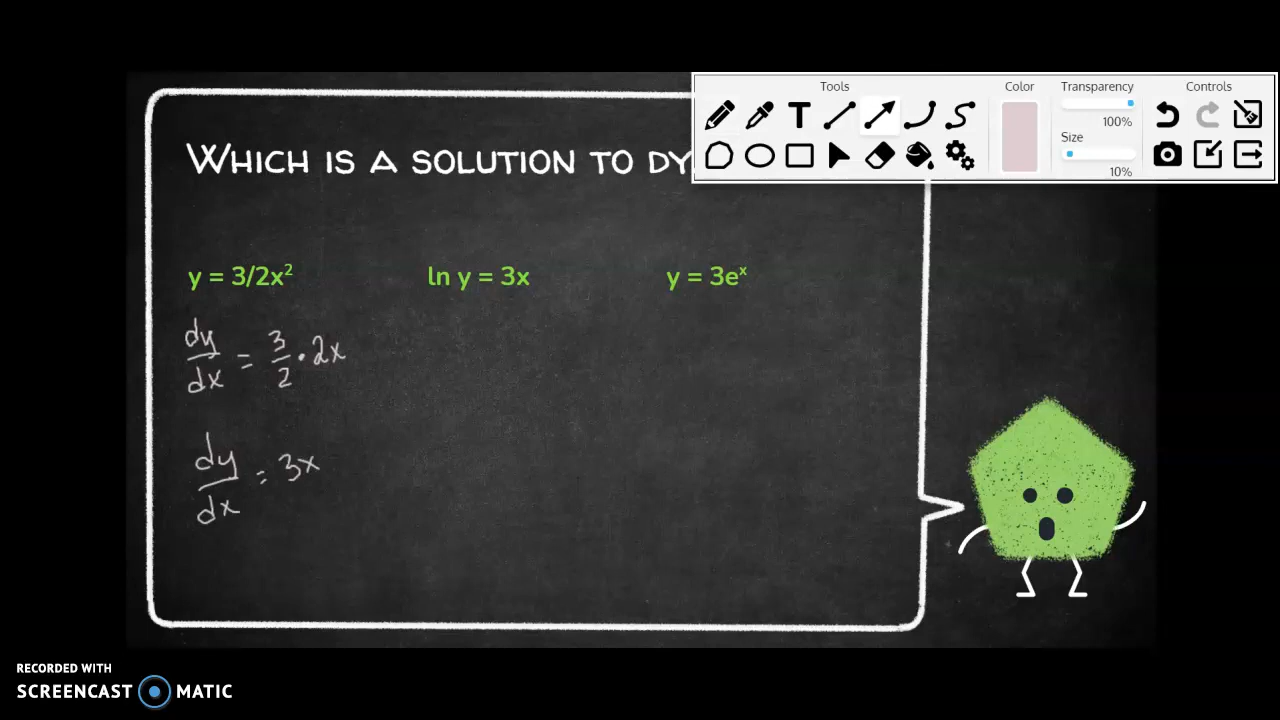 Tools
Color
Transparency
Controls
100%
Size
10%
WHICH IS A SOLUTION TO DY
y = 3/2x²
ln y = 3x
y = 3eˣ
dy/dx = 3/2 · 2x
dy/dx = 3x
RECORDED WITH
SCREENCAST MATIC